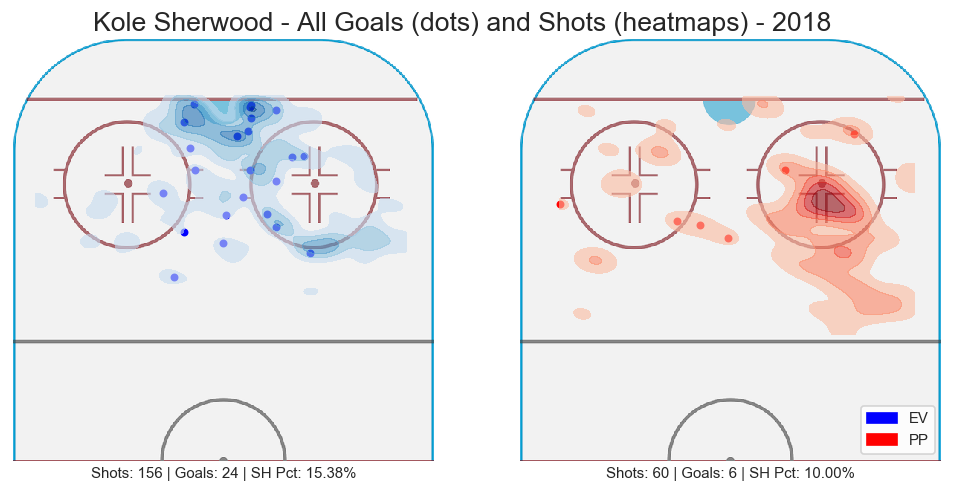 Kole Sherwood - All Goals (dots) and Shots (heatmaps) - 2018
EV
PP
Shots: 156 | Goals: 24 | SH Pct: 15.38%
Shots: 60 | Goals: 6 | SH Pct: 10.00%